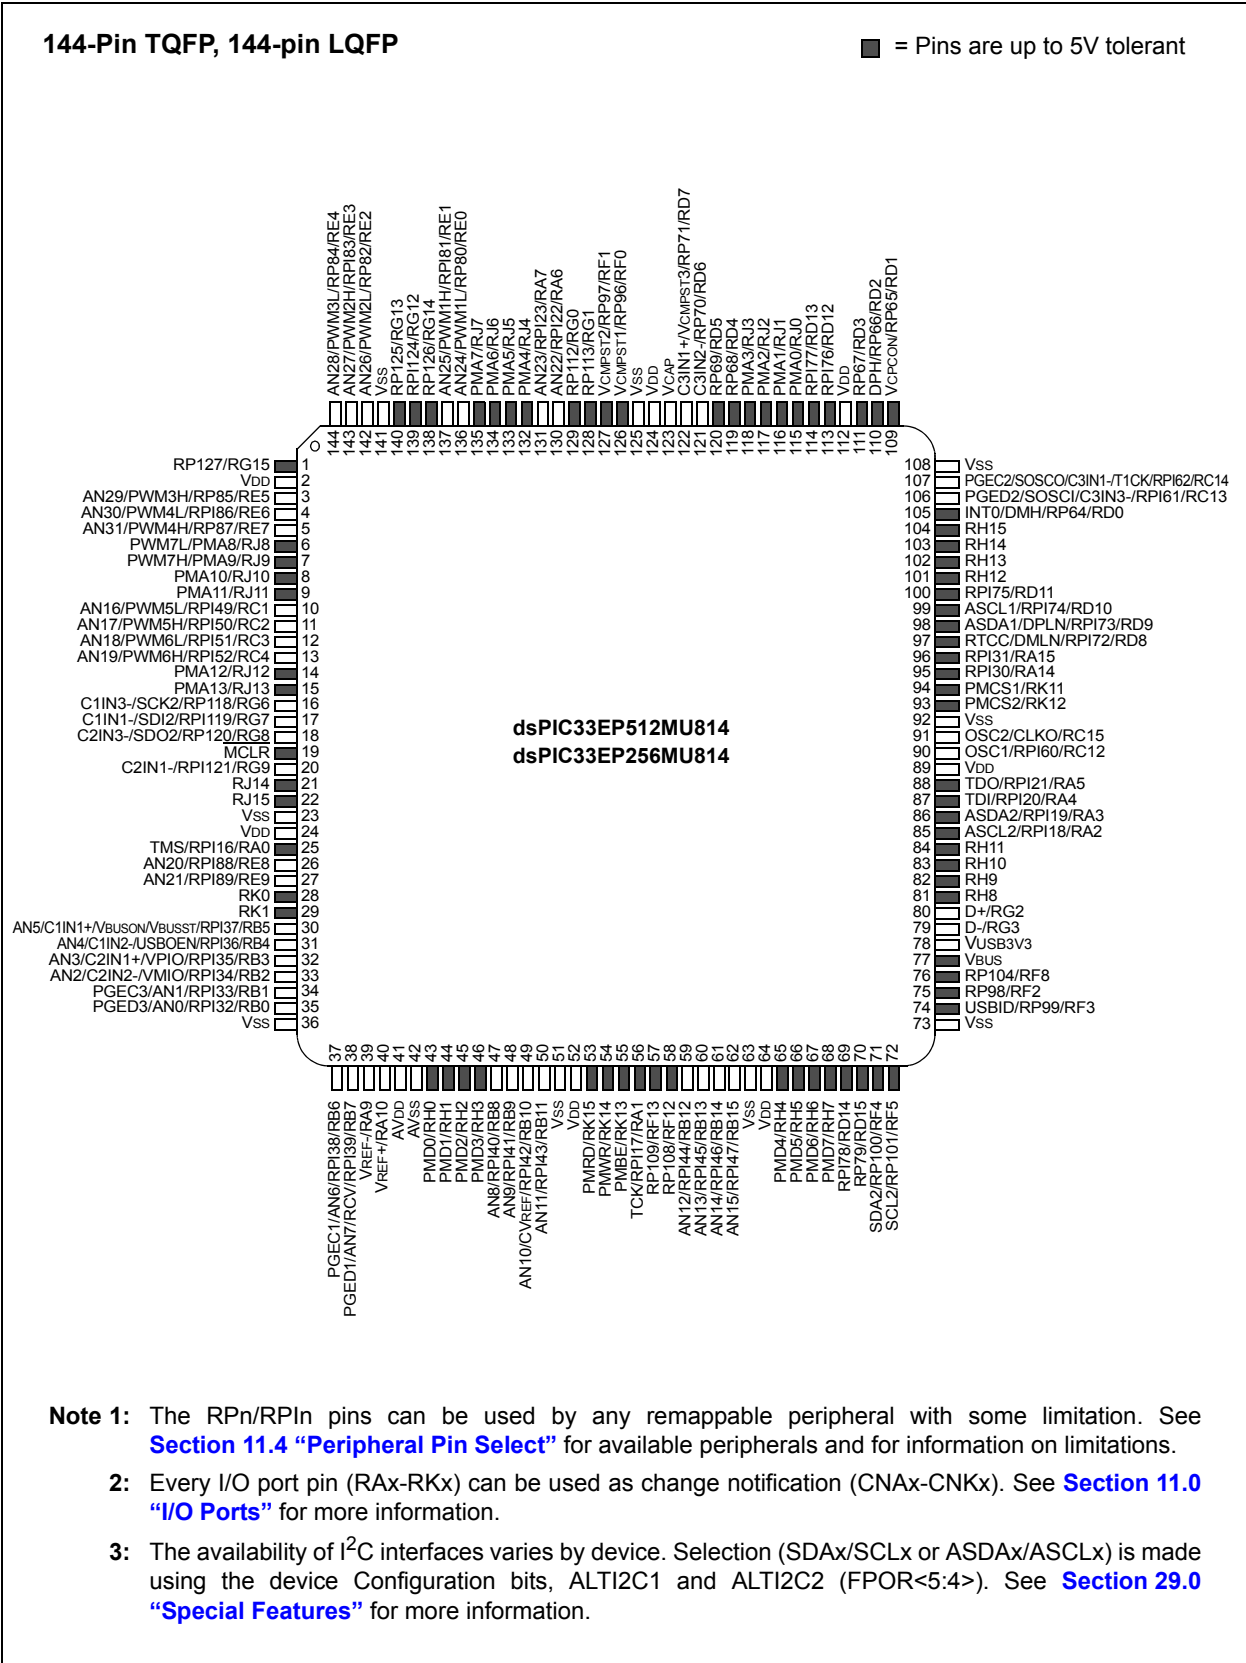 144-Pin TQFP, 144-pin LQFP
= Pins are up to 5V tolerant
AN28/PWM3L/RP84/RE4
AN27/PWM2H/RPI83/RE3
AN26/PWM2L/RP82/RE2
VSS
RP125/RG13
RPI124/RG12
RP126/RG14
AN25/PWM1H/RPI81/RE1
AN24/PWM1L/RP80/RE0
PMA7/RJ7
PMA6/RJ6
PMA5/RJ5
PMA4/RJ4
AN23/RPI23/RA7
AN22/RPI22/RA6
RP112/RG0
RP113/RG1
VCMPST2/RP97/RF1
VCMPST1/RP96/RF0
VSS
VDD
VCAP
C3IN1+/VCMPST3/RP71/RD7
C3IN2-/RP70/RD6
RP69/RD5
RP68/RD4
PMA3/RJ3
PMA2/RJ2
PMA1/RJ1
PMA0/RJ0
RPI77/RD13
RPI76/RD12
VDD
RP67/RD3
DPH/RP66/RD2
VCPCON/RP65/RD1
144 143 142 141 140 139 138 137 136 135 134 133 132 131 130 129 128 127 126 125 124 123 122 121 120 119 118 117 116 115 114 113 112 111 110 109
RP127/RG15 1
VDD 2
AN29/PWM3H/RP85/RE5 3
AN30/PWM4L/RPI86/RE6 4
AN31/PWM4H/RP87/RE7 5
PWM7L/PMA8/RJ8 6
PWM7H/PMA9/RJ9 7
PMA10/RJ10 8
PMA11/RJ11 9
AN16/PWM5L/RPI49/RC1 10
AN17/PWM5H/RPI50/RC2 11
AN18/PWM6L/RPI51/RC3 12
AN19/PWM6H/RPI52/RC4 13
PMA12/RJ12 14
PMA13/RJ13 15
C1IN3-/SCK2/RP118/RG6 16
C1IN1-/SDI2/RPI119/RG7 17
C2IN3-/SDO2/RP120/RG8 18
MCLR 19
C2IN1-/RPI121/RG9 20
RJ14 21
RJ15 22
VSS 23
VDD 24
TMS/RPI16/RA0 25
AN20/RPI88/RE8 26
AN21/RPI89/RE9 27
RK0 28
RK1 29
AN5/C1IN1+/VBUSON/VBUSST/RPI37/RB5 30
AN4/C1IN2-/USBOEN/RPI36/RB4 31
AN3/C2IN1+/VPIO/RPI35/RB3 32
AN2/C2IN2-/VMIO/RPI34/RB2 33
PGEC3/AN1/RPI33/RB1 34
PGED3/AN0/RPI32/RB0 35
VSS 36
dsPIC33EP512MU814
dsPIC33EP256MU814
108 VSS
107 PGEC2/SOSCO/C3IN1-/T1CK/RPI62/RC14
106 PGED2/SOSCI/C3IN3-/RPI61/RC13
105 INT0/DMH/RP64/RD0
104 RH15
103 RH14
102 RH13
101 RH12
100 RPI75/RD11
99 ASCL1/RPI74/RD10
98 ASDA1/DPLN/RPI73/RD9
97 RTCC/DMLN/RPI72/RD8
96 RPI31/RA15
95 RPI30/RA14
94 PMCS1/RK11
93 PMCS2/RK12
92 VSS
91 OSC2/CLKO/RC15
90 OSC1/RPI60/RC12
89 VDD
88 TDO/RPI21/RA5
87 TDI/RPI20/RA4
86 ASDA2/RPI19/RA3
85 ASCL2/RPI18/RA2
84 RH11
83 RH10
82 RH9
81 RH8
80 D+/RG2
79 D-/RG3
78 VUSB3V3
77 VBUS
76 RP104/RF8
75 RP98/RF2
74 USBID/RP99/RF3
73 VSS
37 38 39 40 41 42 43 44 45 46 47 48 49 50 51 52 53 54 55 56 57 58 59 60 61 62 63 64 65 66 67 68 69 70 71 72
PGEC1/AN6/RPI38/RB6
PGED1/AN7/RCV/RPI39/RB7
VREF-/RA9
VREF+/RA10
AVDD
AVSS
PMD0/RH0
PMD1/RH1
PMD2/RH2
PMD3/RH3
AN8/RPI40/RB8
AN9/RPI41/RB9
AN10/CVREF/RPI42/RB10
AN11/RPI43/RB11
VSS
VDD
PMRD/RK15
PMWR/RK14
PMBE/RK13
TCK/RPI17/RA1
RP109/RF13
RP108/RF12
AN12/RPI44/RB12
AN13/RPI45/RB13
AN14/RPI46/RB14
AN15/RPI47/RB15
VSS
VDD
PMD4/RH4
PMD5/RH5
PMD6/RH6
PMD7/RH7
RPI78/RD14
RP79/RD15
SDA2/RP100/RF4
SCL2/RP101/RF5
Note 1: The RPn/RPIn pins can be used by any remappable peripheral with some limitation. See
Section 11.4 “Peripheral Pin Select” for available peripherals and for information on limitations.
2: Every I/O port pin (RAx-RKx) can be used as change notification (CNAx-CNKx). See Section 11.0
“I/O Ports” for more information.
3: The availability of I2C interfaces varies by device. Selection (SDAx/SCLx or ASDAx/ASCLx) is made
using the device Configuration bits, ALTI2C1 and ALTI2C2 (FPOR<5:4>). See Section 29.0
“Special Features” for more information.